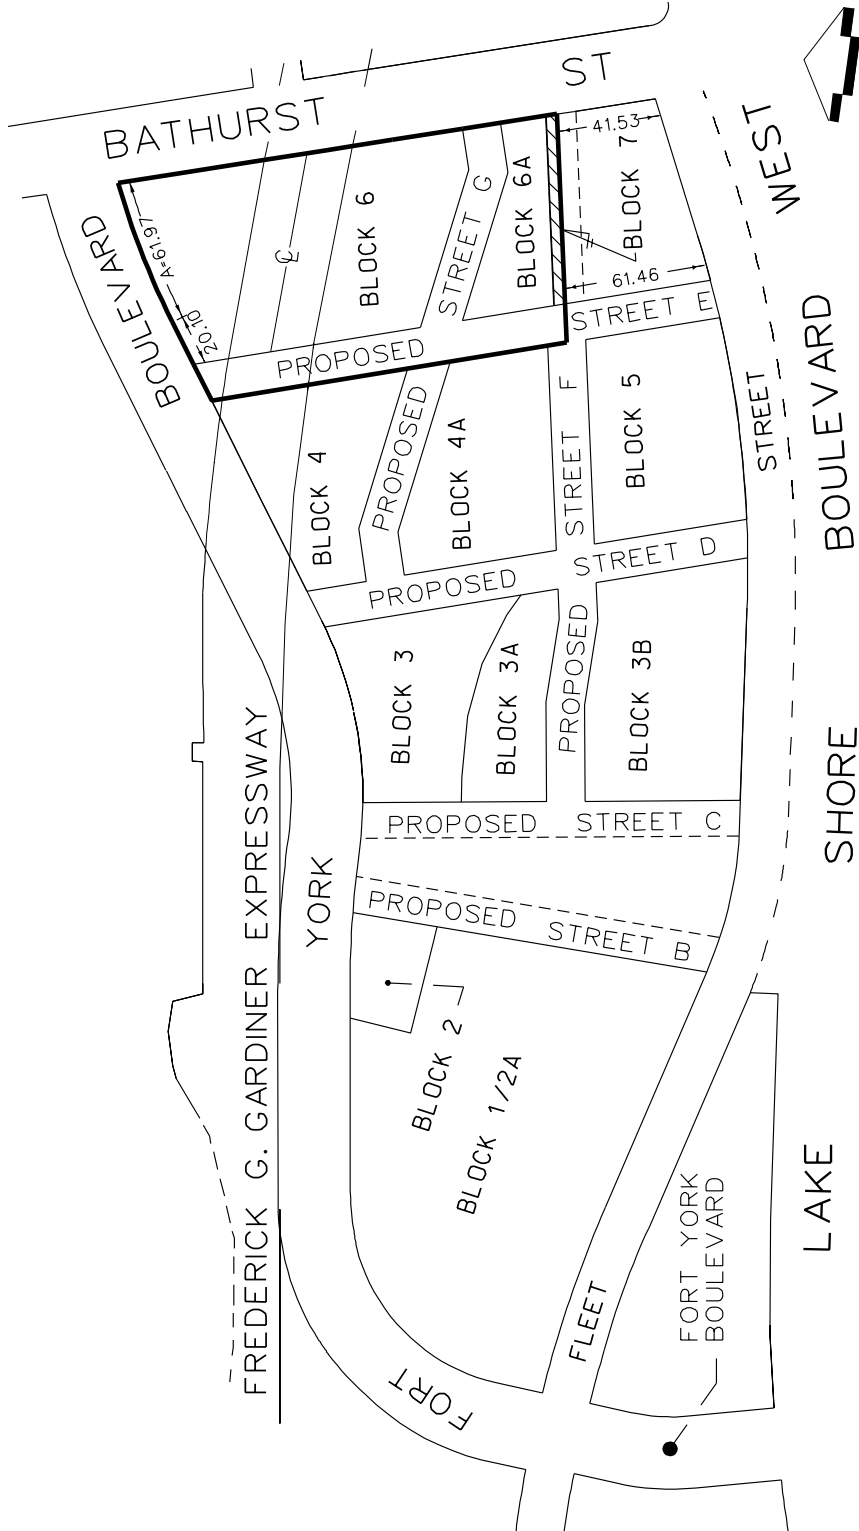 BATHURST ST
WEST
41.53
BLOCK 7
BLOCK 6A
STREET G
BLOCK 6
℄
A=61.97
20.10
BOULEVARD
61.46
STREET E
PROPOSED
STREET F
BLOCK 5
STREET
BOULEVARD
PROPOSED
BLOCK 4A
BLOCK 4
PROPOSED STREET D
PROPOSED
BLOCK 3
BLOCK 3A
BLOCK 3B
SHORE
PROPOSED STREET C
YORK
PROPOSED STREET B
FREDERICK G. GARDINER EXPRESSWAY
BLOCK 2
BLOCK 1/2A
LAKE
FORT YORK
BOULEVARD
FLEET
FORT